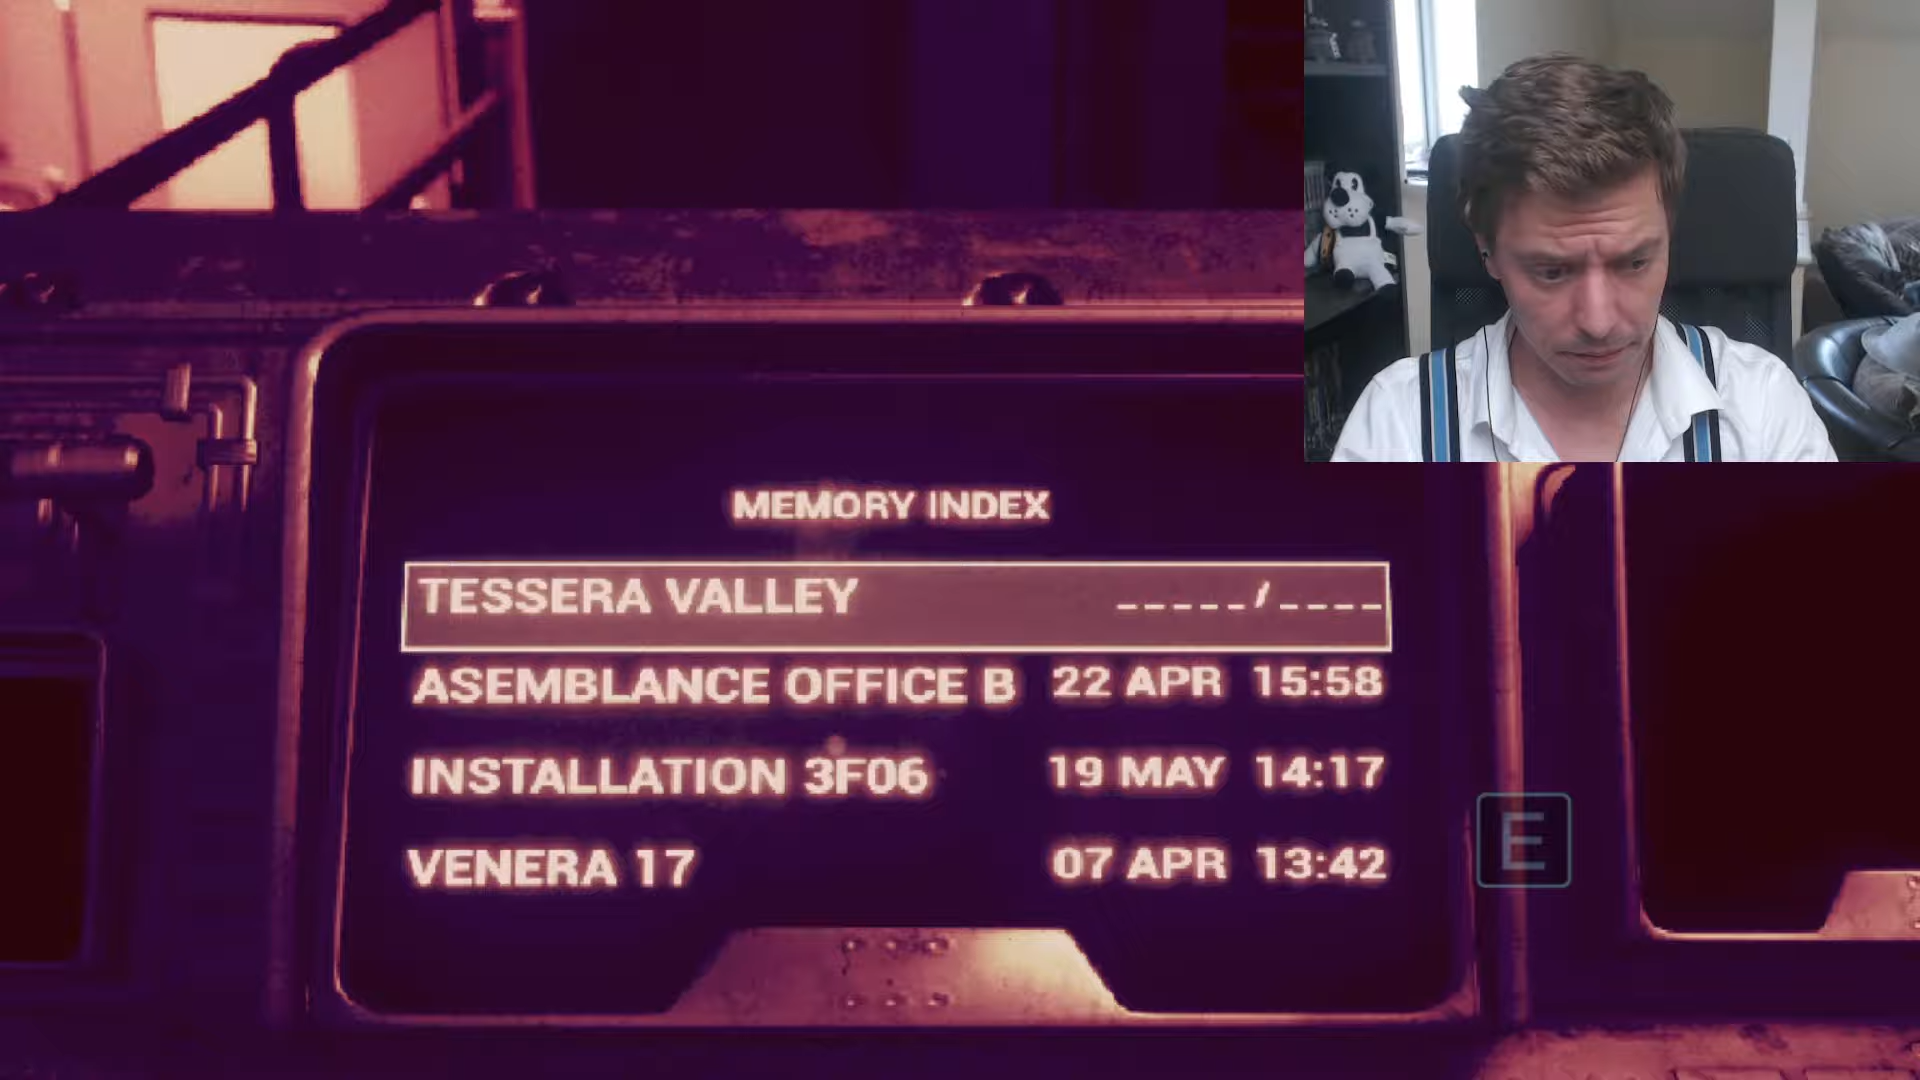 MEMORY INDEX
TESSERA VALLEY _____/____
ASEMBLANCE OFFICE B 22 APR 15:58
INSTALLATION 3F06 19 MAY 14:17
VENERA 17 07 APR 13:42
E